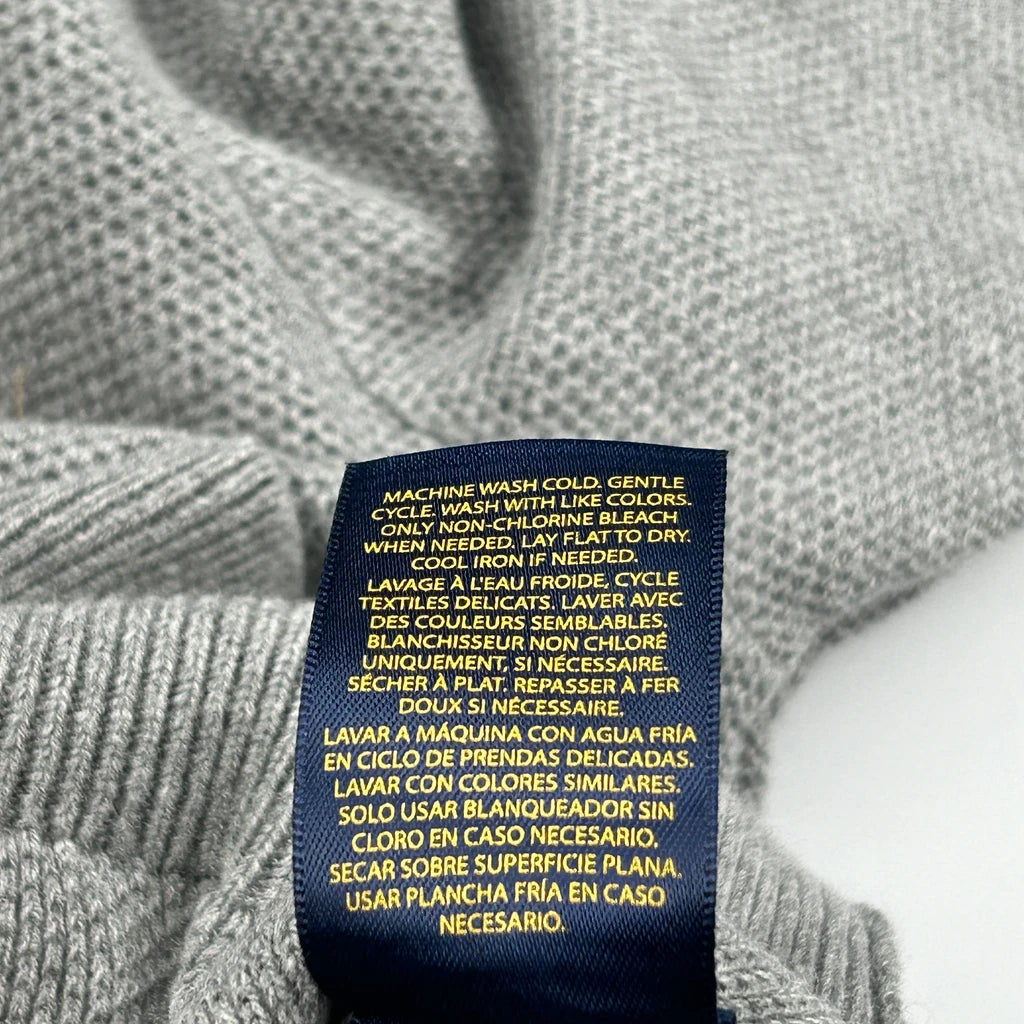 MACHINE WASH COLD. GENTLE
CYCLE. WASH WITH LIKE COLORS.
ONLY NON-CHLORINE BLEACH
WHEN NEEDED. LAY FLAT TO DRY.
COOL IRON IF NEEDED.
LAVAGE À L'EAU FROIDE, CYCLE
TEXTILES DELICATS. LAVER AVEC
DES COULEURS SEMBLABLES.
BLANCHISSEUR NON CHLORÉ
UNIQUEMENT, SI NÉCESSAIRE.
SÉCHER À PLAT. REPASSER À FER
DOUX SI NÉCESSAIRE.
LAVAR A MÁQUINA CON AGUA FRÍA
EN CICLO DE PRENDAS DELICADAS.
LAVAR CON COLORES SIMILARES.
SOLO USAR BLANQUEADOR SIN
CLORO EN CASO NECESARIO.
SECAR SOBRE SUPERFICIE PLANA.
USAR PLANCHA FRÍA EN CASO
NECESARIO.